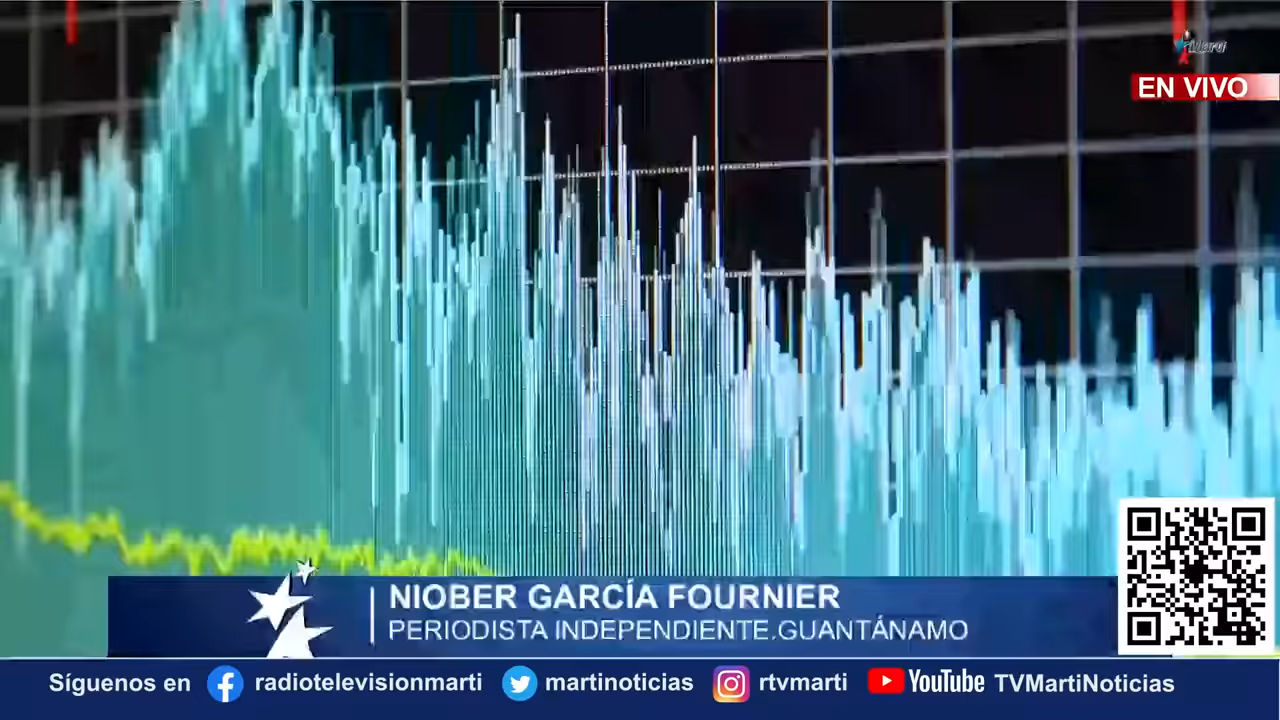 EN VIVO
NIOBER GARCÍA FOURNIER
PERIODISTA INDEPENDIENTE.GUANTÁNAMO
Síguenos en radiotelevisionmarti martinoticias rtvmarti YouTube TVMartiNoticias